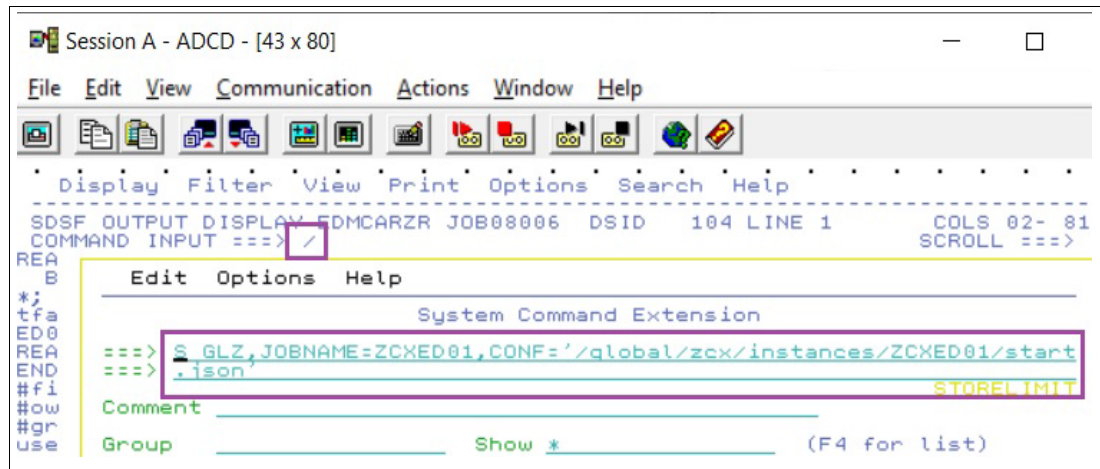 Session A - ADCD - [43 x 80]
File Edit View Communication Actions Window Help
Display Filter View Print Options Search Help
SDSF OUTPUT DISPLAY EDMCARZR JOB08006 DSID 104 LINE 1 COLS 02- 81
COMMAND INPUT ===> / SCROLL ===>
REA
B Edit Options Help
*;
tfa System Command Extension
ED0
REA ===> S GLZ,JOBNAME=ZCXED01,CONF='/global/zcx/instances/ZCXED01/start
END ===> .json'
#fi STORELIMIT
#ow Comment
#gr
use Group Show * (F4 for list)